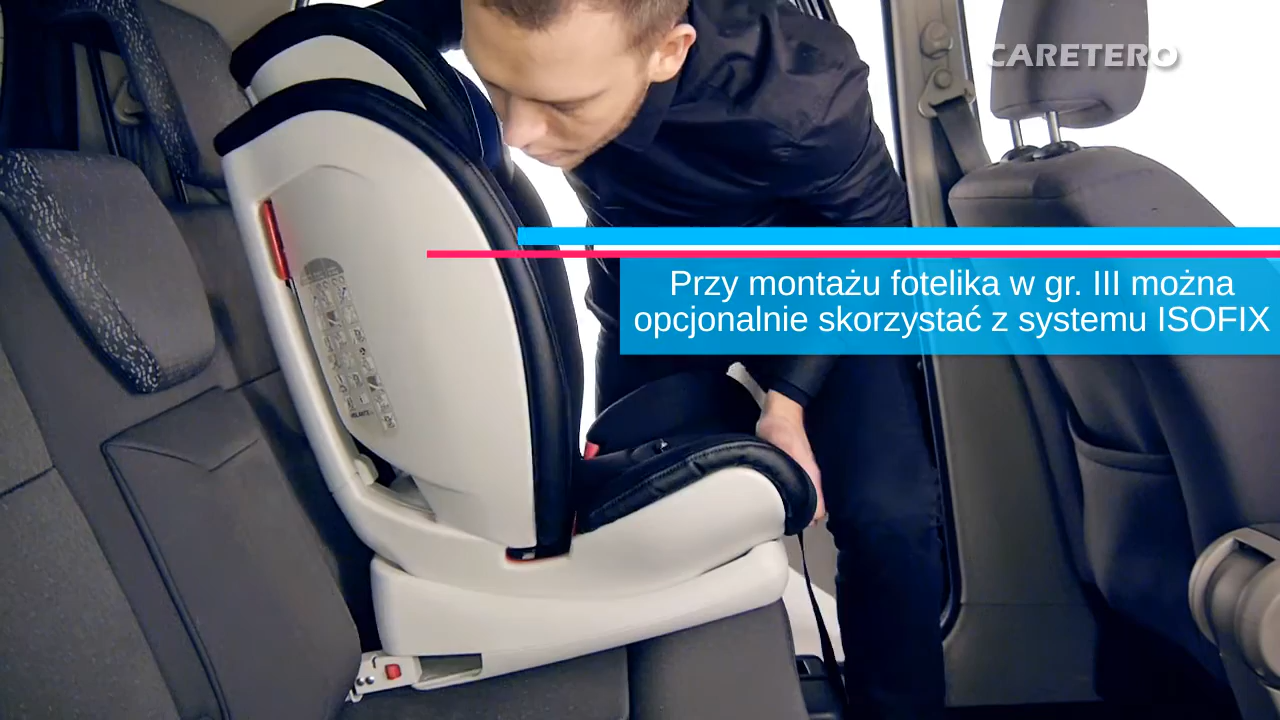 CARETERO
Przy montażu fotelika w gr. III można
opcjonalnie skorzystać z systemu ISOFIX